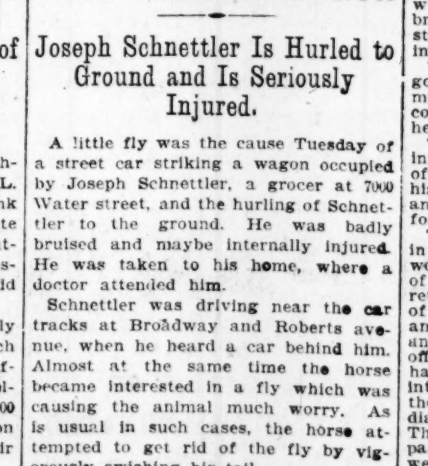 Joseph Schnettler Is Hurled to
Ground and Is Seriously
Injured.
A little fly was the cause Tuesday of
a street car striking a wagon occupied
by Joseph Schnettler, a grocer at 7000
Water street, and the hurling of Schnet-
tler to the ground. He was badly
bruised and maybe internally injured.
He was taken to his home, where a
doctor attended him.
Schnettler was driving near the car
tracks at Broadway and Roberts ave-
nue, when he heard a car behind him.
Almost at the same time the horse
became interested in a fly which was
causing the animal much worry. As
is usual in such cases, the horse at-
tempted to get rid of the fly by vig-